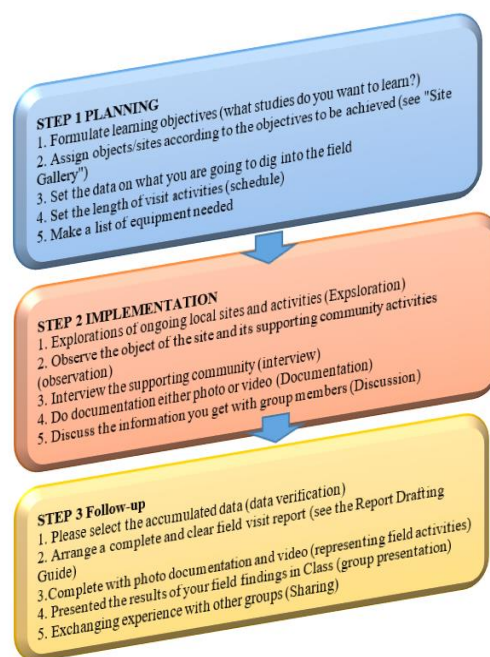 STEP 1 PLANNING
1. Formulate learning objectives (what studies do you want to learn?)
2. Assign objects/sites according to the objectives to be achieved (see "Site
Gallery")
3. Set the data on what you are going to dig into the field
4. Set the length of visit activities (schedule)
5. Make a list of equipment needed
STEP 2 IMPLEMENTATION
1. Explorations of ongoing local sites and activities (Expsloration)
2. Observe the object of the site and its supporting community activities
(observation)
3. Interview the supporting community (interview)
4. Do documentation either photo or video (Documentation)
5. Discuss the information you get with group members (Discussion)
STEP 3 Follow-up
1. Please select the accumulated data (data verification)
2. Arrange a complete and clear field visit report (see the Report Drafting
Guide)
3.Complete with photo documentation and video (representing field activities)
4. Presented the results of your field findings in Class (group presentation)
5. Exchanging experience with other groups (Sharing)